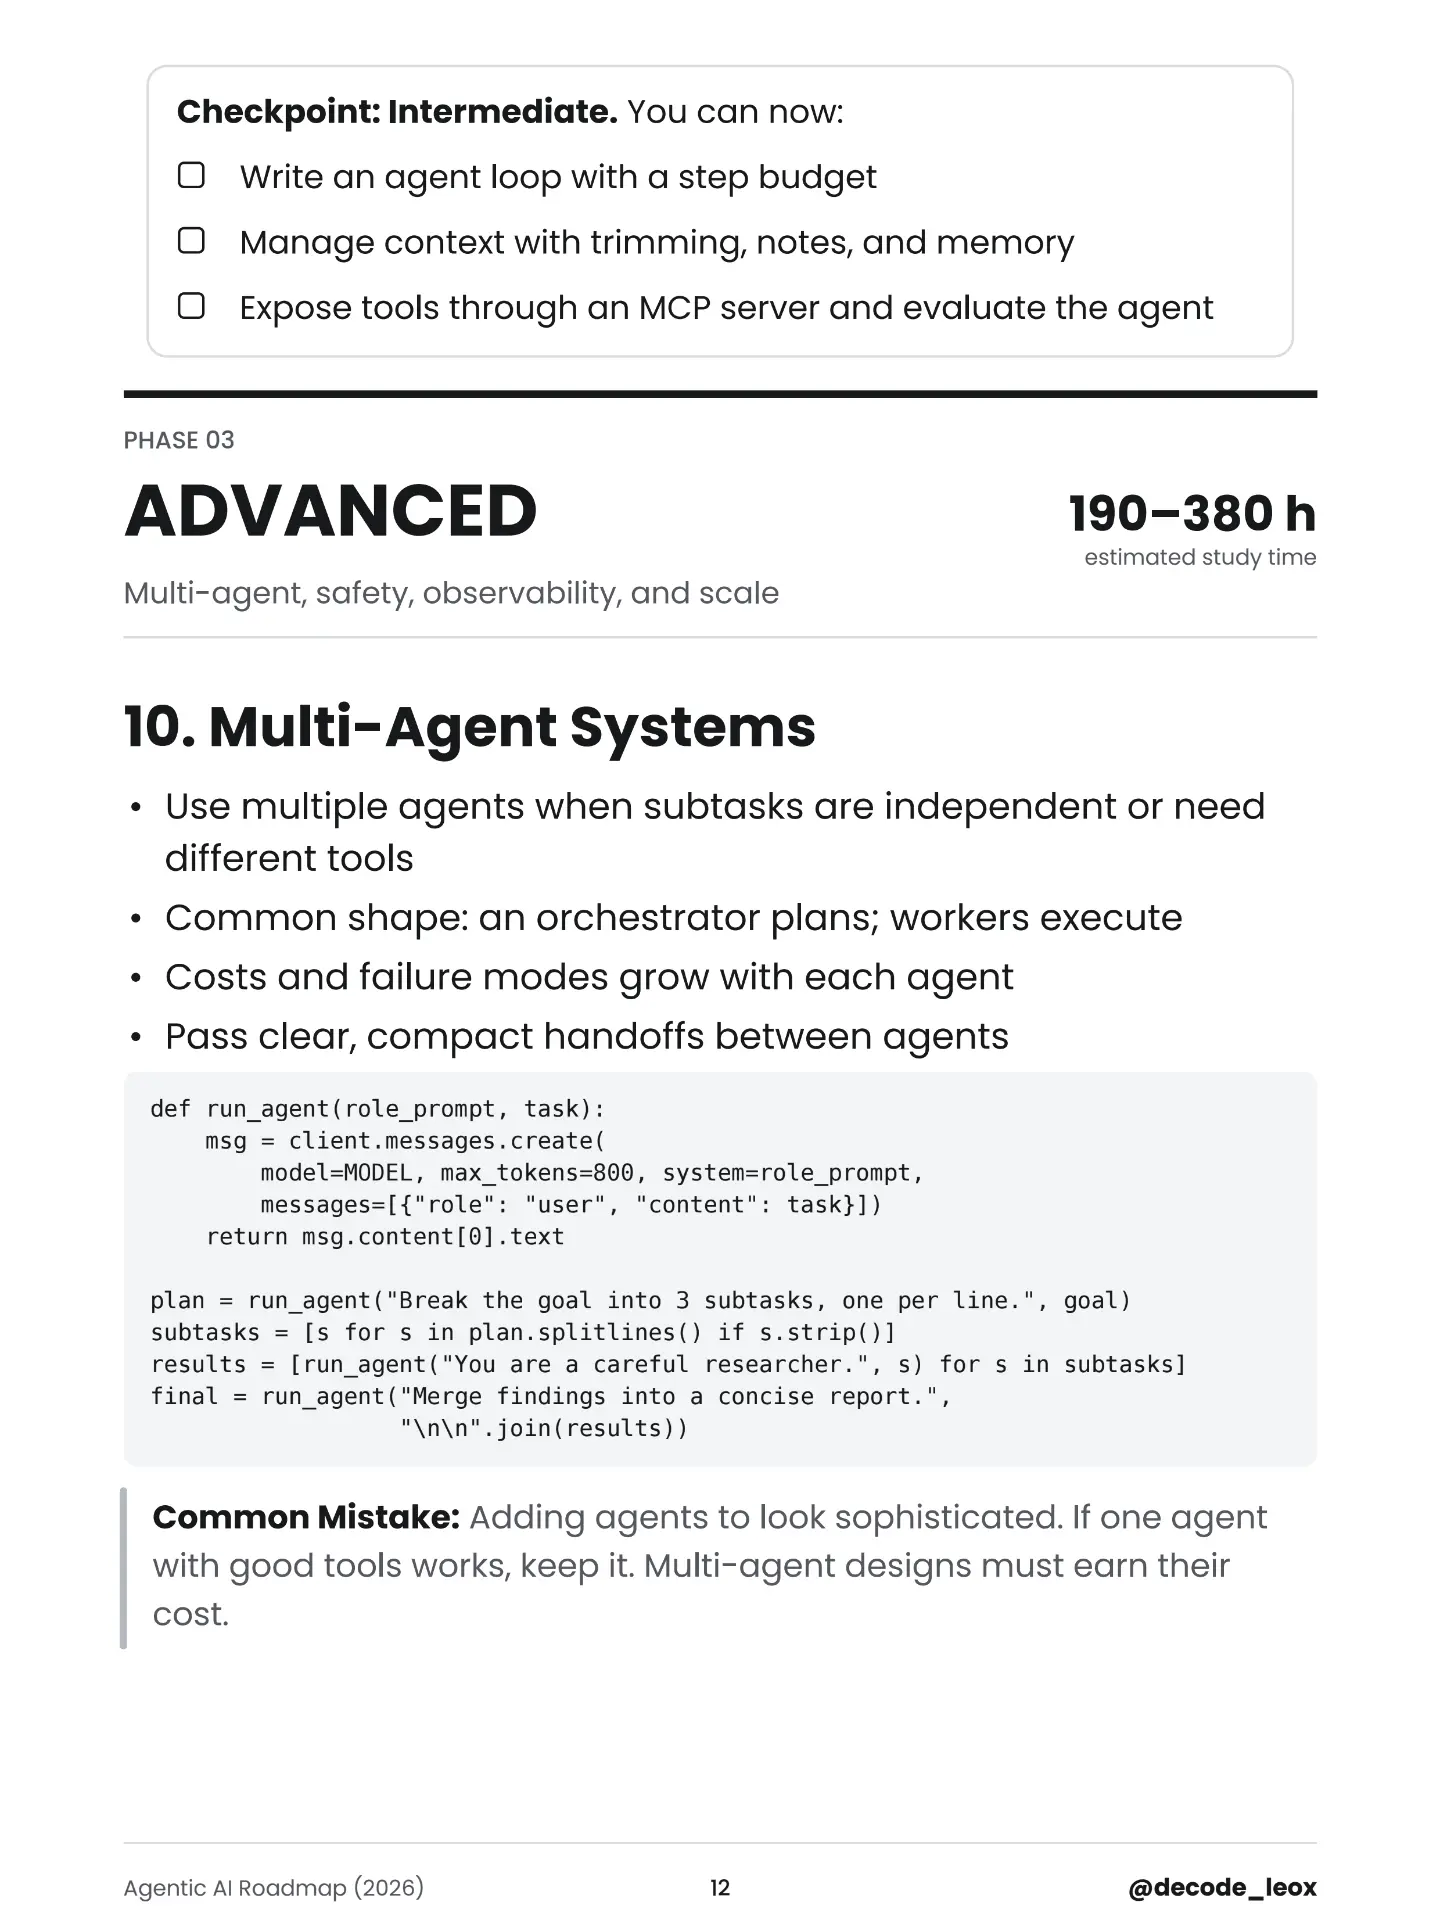 Checkpoint: Intermediate. You can now:
Write an agent loop with a step budget
Manage context with trimming, notes, and memory
Expose tools through an MCP server and evaluate the agent
PHASE 03
ADVANCED
190–380 h
estimated study time
Multi-agent, safety, observability, and scale
10. Multi-Agent Systems
• Use multiple agents when subtasks are independent or need
different tools
• Common shape: an orchestrator plans; workers execute
• Costs and failure modes grow with each agent
• Pass clear, compact handoffs between agents
def run_agent(role_prompt, task):
    msg = client.messages.create(
        model=MODEL, max_tokens=800, system=role_prompt,
        messages=[{"role": "user", "content": task}])
    return msg.content[0].text

plan = run_agent("Break the goal into 3 subtasks, one per line.", goal)
subtasks = [s for s in plan.splitlines() if s.strip()]
results = [run_agent("You are a careful researcher.", s) for s in subtasks]
final = run_agent("Merge findings into a concise report.",
                  "\n\n".join(results))
Common Mistake: Adding agents to look sophisticated. If one agent
with good tools works, keep it. Multi-agent designs must earn their
cost.
Agentic AI Roadmap (2026)
12
@decode_leox